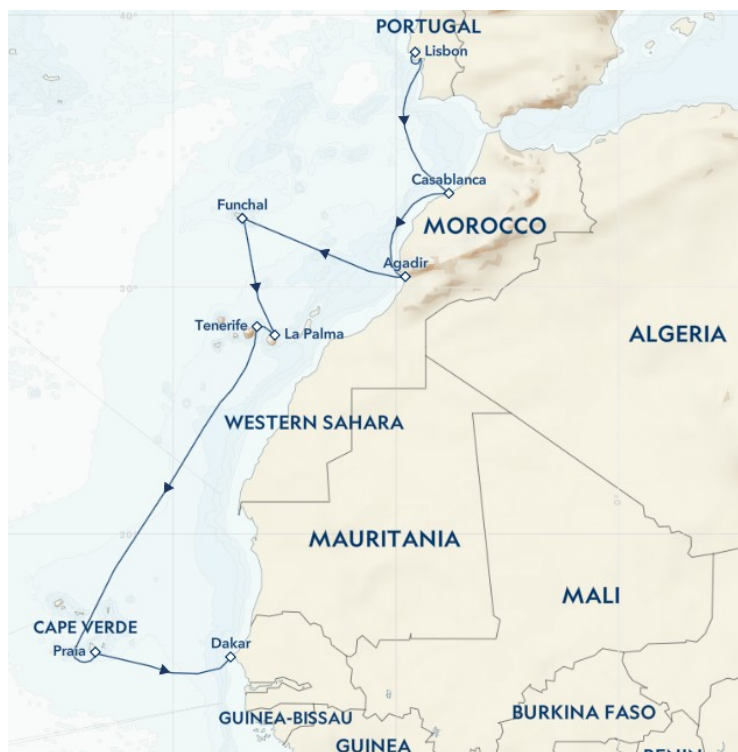 PORTUGAL
Lisbon
Casablanca
Funchal
MOROCCO
Agadir
Tenerife
La Palma
ALGERIA
WESTERN SAHARA
MAURITANIA
MALI
CAPE VERDE
Praia
Dakar
GUINEA-BISSAU
BURKINA FASO
GUINEA
BENIN